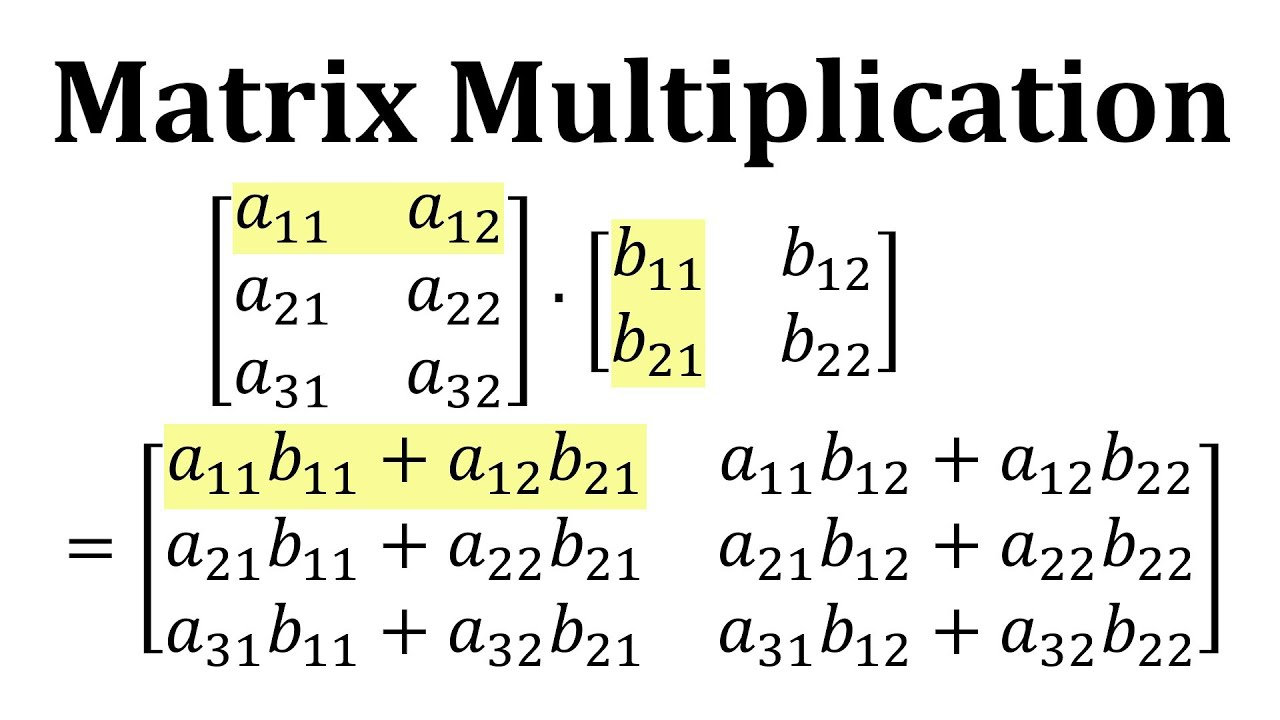 Matrix Multiplication
[a₁₁ a₁₂
a₂₁ a₂₂
a₃₁ a₃₂] · [b₁₁ b₁₂
b₂₁ b₂₂]
= [a₁₁b₁₁ + a₁₂b₂₁ a₁₁b₁₂ + a₁₂b₂₂
a₂₁b₁₁ + a₂₂b₂₁ a₂₁b₁₂ + a₂₂b₂₂
a₃₁b₁₁ + a₃₂b₂₁ a₃₁b₁₂ + a₃₂b₂₂]